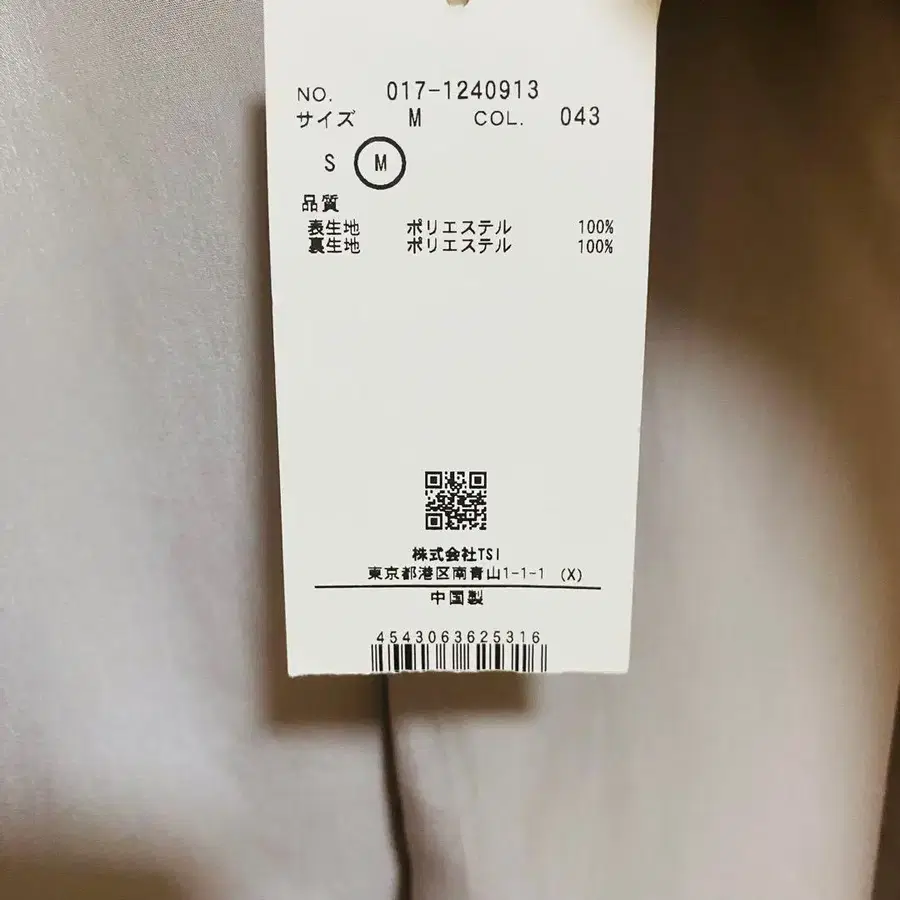 NO. 017-1240913
サイズ M COL. 043
S M
品質
表生地 ポリエステル 100%
裏生地 ポリエステル 100%
株式会社TSI
東京都港区南青山1-1-1 (X)
中国製
4543063625316